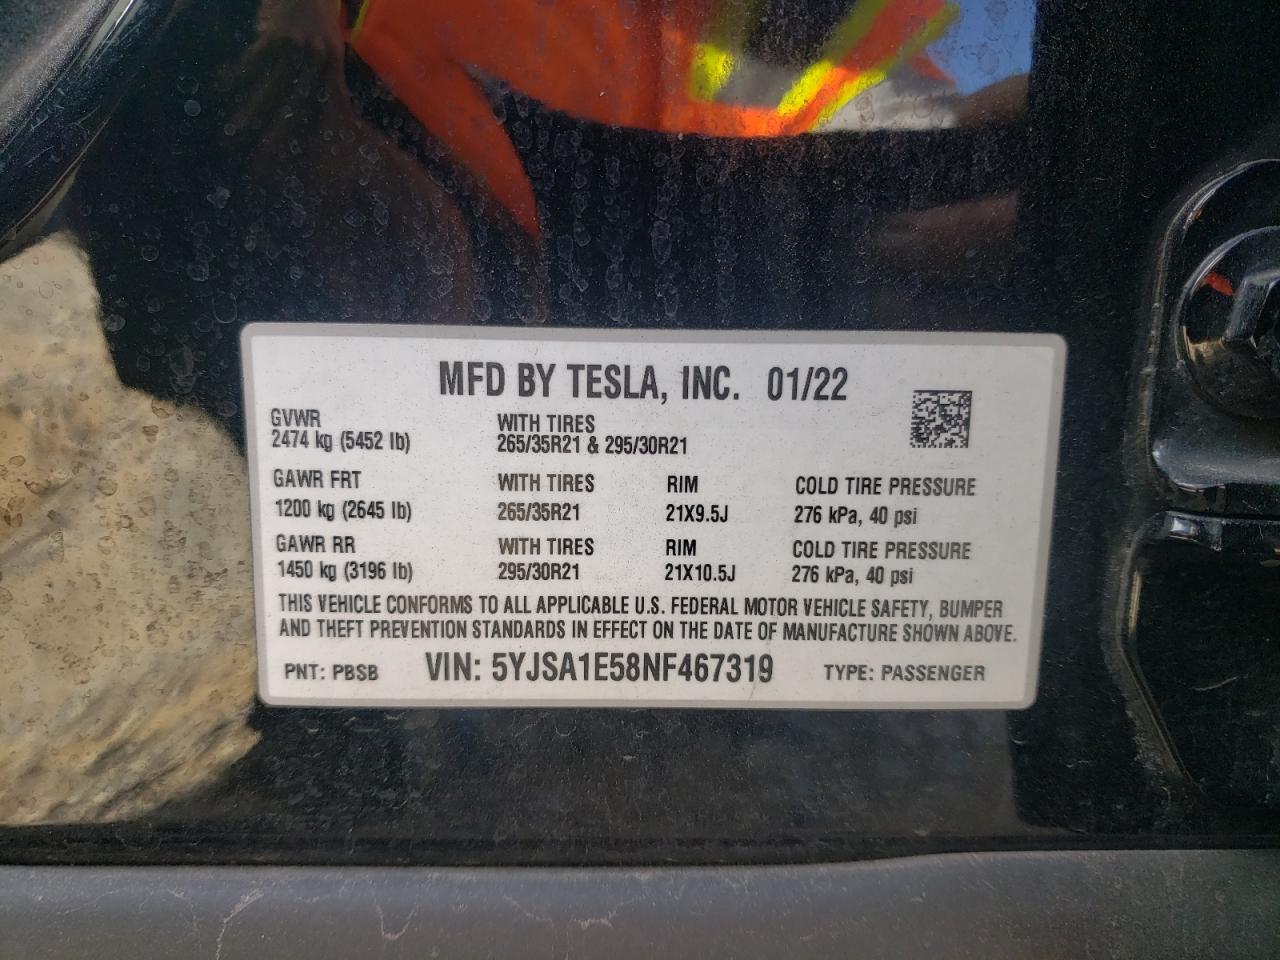 MFD BY TESLA, INC. 01/22
GVWR WITH TIRES
2474 kg (5452 lb) 265/35R21 & 295/30R21
GAWR FRT WITH TIRES RIM COLD TIRE PRESSURE
1200 kg (2645 lb) 265/35R21 21X9.5J 276 kPa, 40 psi
GAWR RR WITH TIRES RIM COLD TIRE PRESSURE
1450 kg (3196 lb) 295/30R21 21X10.5J 276 kPa, 40 psi
THIS VEHICLE CONFORMS TO ALL APPLICABLE U.S. FEDERAL MOTOR VEHICLE SAFETY, BUMPER
AND THEFT PREVENTION STANDARDS IN EFFECT ON THE DATE OF MANUFACTURE SHOWN ABOVE.
PNT: PBSB VIN: 5YJSA1E58NF467319 TYPE: PASSENGER